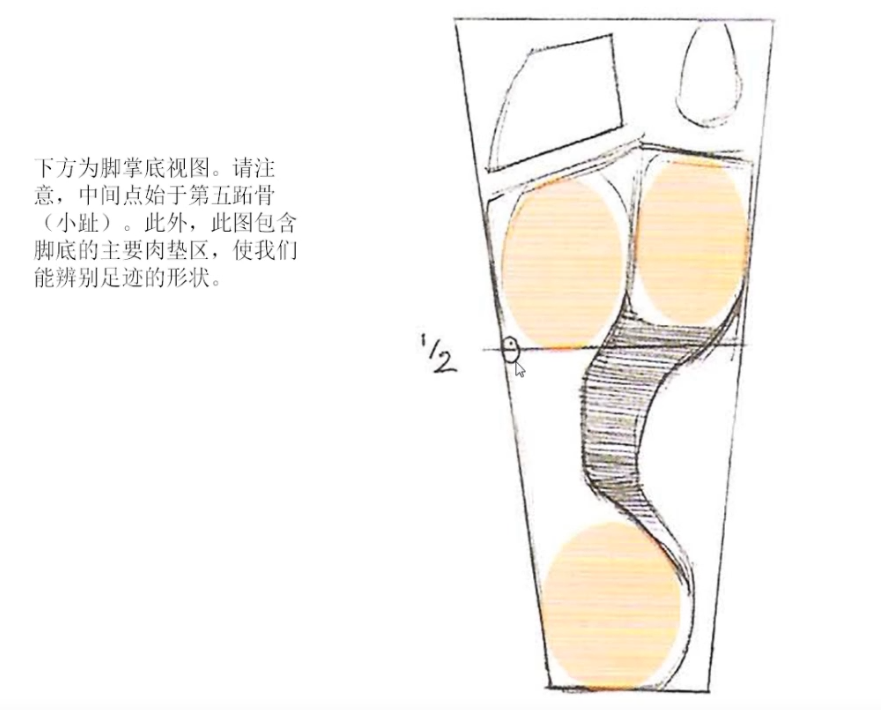 下方为脚掌底视图。请注
意，中间点始于第五跖骨
（小趾）。此外，此图包含
脚底的主要肉垫区，使我们
能辨别足迹的形状。
1/2